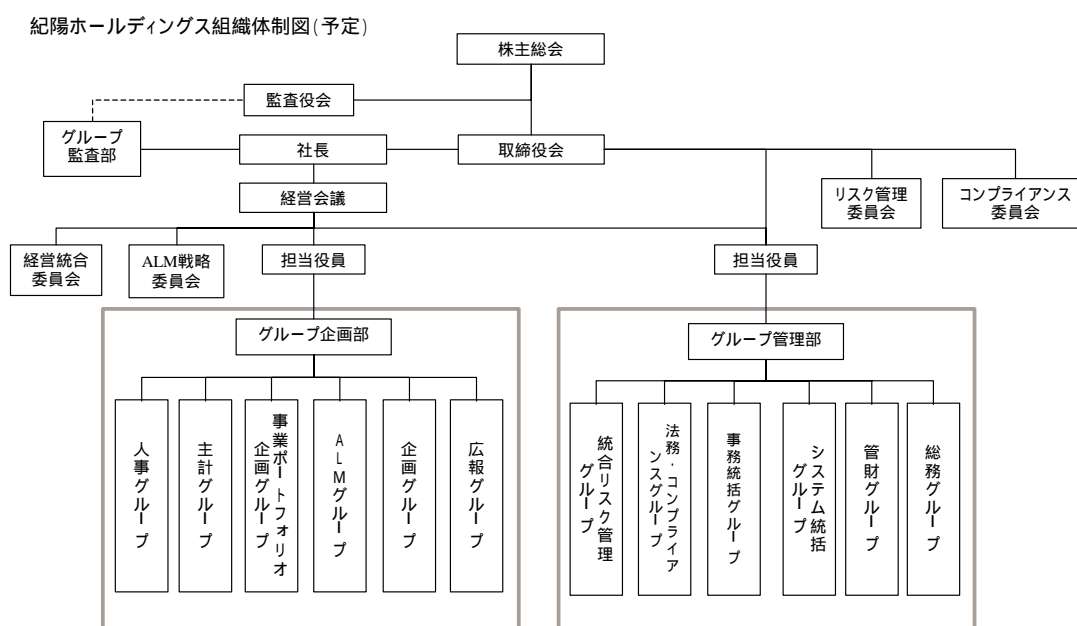 紀陽ホールディングス組織体制図(予定)
株主総会
監査役会
グループ
監査部
社長
取締役会
経営会議
リスク管理
委員会
コンプライアンス
委員会
経営統合
委員会
ALM戦略
委員会
担当役員
担当役員
グループ企画部
グループ管理部
人事グループ
主計グループ
事業ポートフォリオ
企画グループ
ALMグループ
企画グループ
広報グループ
統合リスク管理
グループ
法務・コンプライア
ンスグループ
事務統括グループ
システム統括
グループ
管財グループ
総務グループ